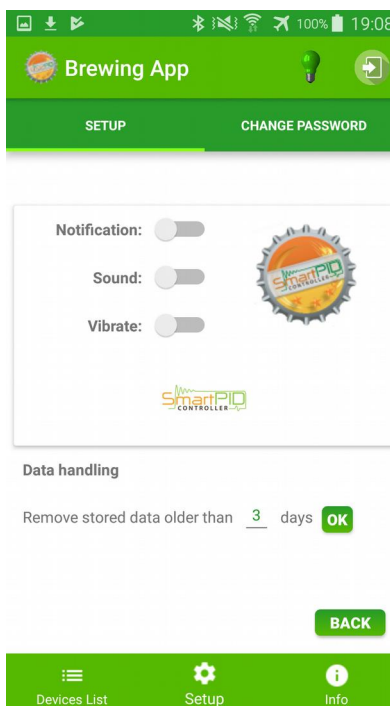 100% 19:08
Brewing App
SETUP CHANGE PASSWORD
Notification:
Sound:
Vibrate:
SmartPID
CONTROLLER
SmartPID
CONTROLLER
Data handling
Remove stored data older than 3 days OK
BACK
Devices List Setup Info